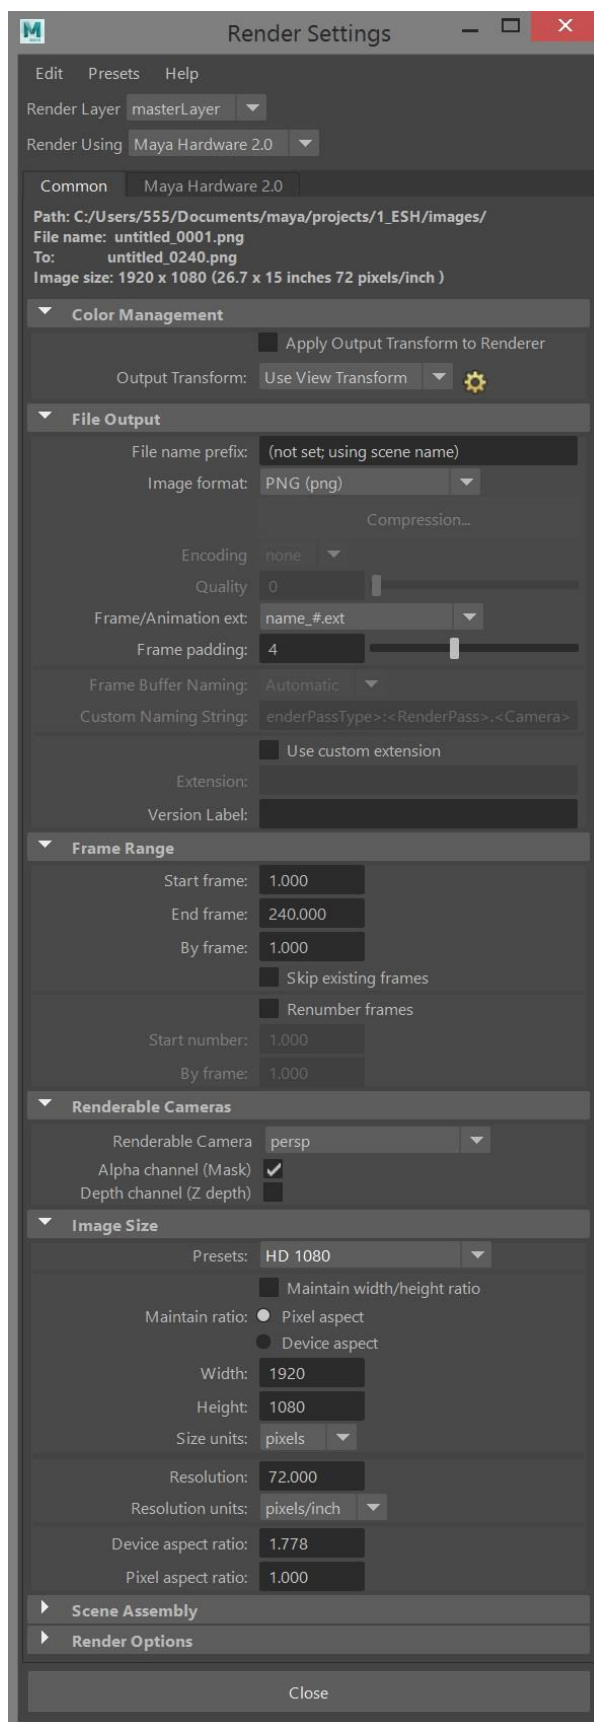 Render Settings
Edit Presets Help
Render Layer masterLayer
Render Using Maya Hardware 2.0
Common Maya Hardware 2.0
Path: C:/Users/555/Documents/maya/projects/1_ESH/images/
File name: untitled_0001.png
To: untitled_0240.png
Image size: 1920 x 1080 (26.7 x 15 inches 72 pixels/inch )
Color Management
Apply Output Transform to Renderer
Output Transform: Use View Transform
File Output
File name prefix: (not set; using scene name)
Image format: PNG (png)
Compression...
Encoding none
Quality 0
Frame/Animation ext: name_#.ext
Frame padding: 4
Frame Buffer Naming: Automatic
Custom Naming String: enderPassType>:<RenderPass>.<Camera>
Use custom extension
Extension:
Version Label:
Frame Range
Start frame: 1.000
End frame: 240.000
By frame: 1.000
Skip existing frames
Renumber frames
Start number: 1.000
By frame: 1.000
Renderable Cameras
Renderable Camera persp
Alpha channel (Mask)
Depth channel (Z depth)
Image Size
Presets: HD 1080
Maintain width/height ratio
Maintain ratio: Pixel aspect
Device aspect
Width: 1920
Height: 1080
Size units: pixels
Resolution: 72.000
Resolution units: pixels/inch
Device aspect ratio: 1.778
Pixel aspect ratio: 1.000
Scene Assembly
Render Options
Close